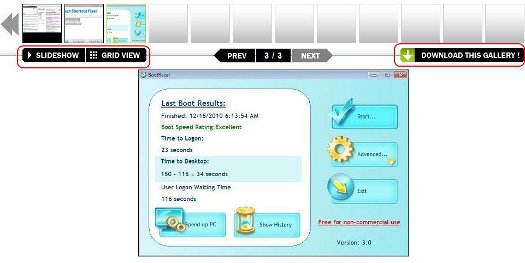 SLIDESHOW
GRID VIEW
PREV
3 / 3
NEXT
DOWNLOAD THIS GALLERY !
BootRacer
Last Boot Results:
Finished: 12/15/2010 6:13:54 AM
Boot Speed Rating:Excellent
Time to Logon:
23 seconds
Time to Desktop:
150 - 116 = 34 seconds
User Logon Waiting Time
116 seconds
Speed up PC
Show History
Start...
Advanced...
Exit
Free for non-commercial use
Version: 3.0